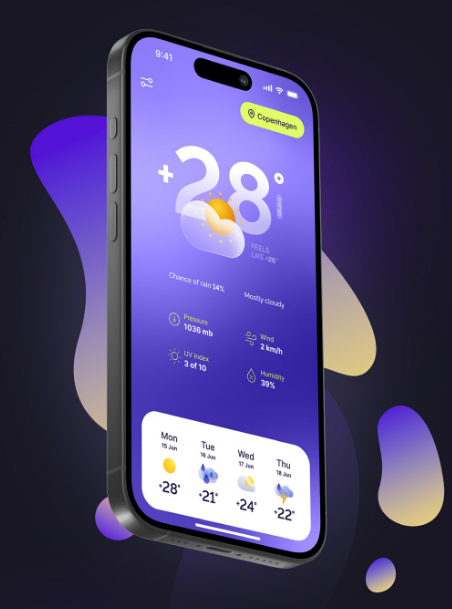 9:41
Copenhagen
+28°
FEELS
LIKE +26°
Chance of rain 14%
Mostly cloudy
Pressure
1036 mb
Wind
2 km/h
UV Index
3 of 10
Humidity
39%
Mon
15 Jun
+28°
Tue
16 Jun
+21°
Wed
17 Jun
+24°
Thu
18 Jun
+22°